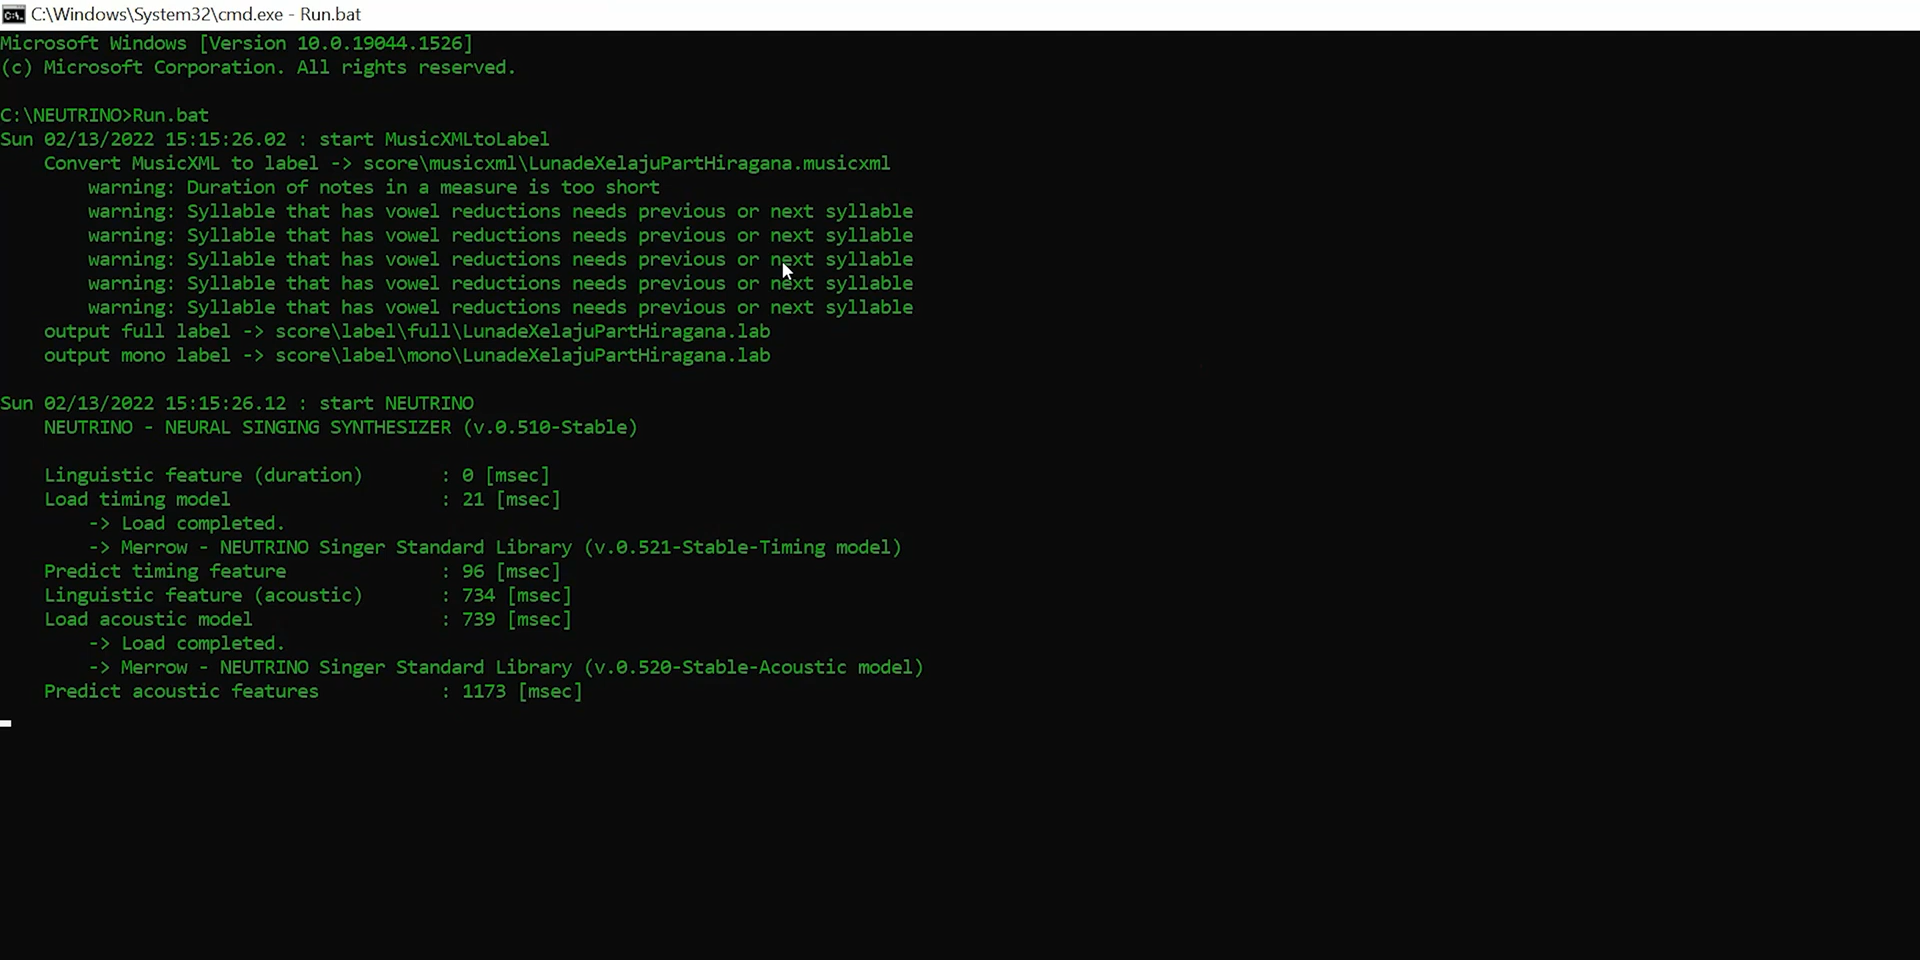 C:\Windows\System32\cmd.exe - Run.bat
Microsoft Windows [Version 10.0.19044.1526]
(c) Microsoft Corporation. All rights reserved.
C:\NEUTRINO>Run.bat
Sun 02/13/2022 15:15:26.02 : start MusicXMLtoLabel
Convert MusicXML to label -> score\musicxml\LunadeXelajuPartHiragana.musicxml
warning: Duration of notes in a measure is too short
warning: Syllable that has vowel reductions needs previous or next syllable
warning: Syllable that has vowel reductions needs previous or next syllable
warning: Syllable that has vowel reductions needs previous or next syllable
warning: Syllable that has vowel reductions needs previous or next syllable
warning: Syllable that has vowel reductions needs previous or next syllable
output full label -> score\label\full\LunadeXelajuPartHiragana.lab
output mono label -> score\label\mono\LunadeXelajuPartHiragana.lab
Sun 02/13/2022 15:15:26.12 : start NEUTRINO
NEUTRINO - NEURAL SINGING SYNTHESIZER (v.0.510-Stable)
Linguistic feature (duration) : 0 [msec]
Load timing model : 21 [msec]
-> Load completed.
-> Merrow - NEUTRINO Singer Standard Library (v.0.521-Stable-Timing model)
Predict timing feature : 96 [msec]
Linguistic feature (acoustic) : 734 [msec]
Load acoustic model : 739 [msec]
-> Load completed.
-> Merrow - NEUTRINO Singer Standard Library (v.0.520-Stable-Acoustic model)
Predict acoustic features : 1173 [msec]